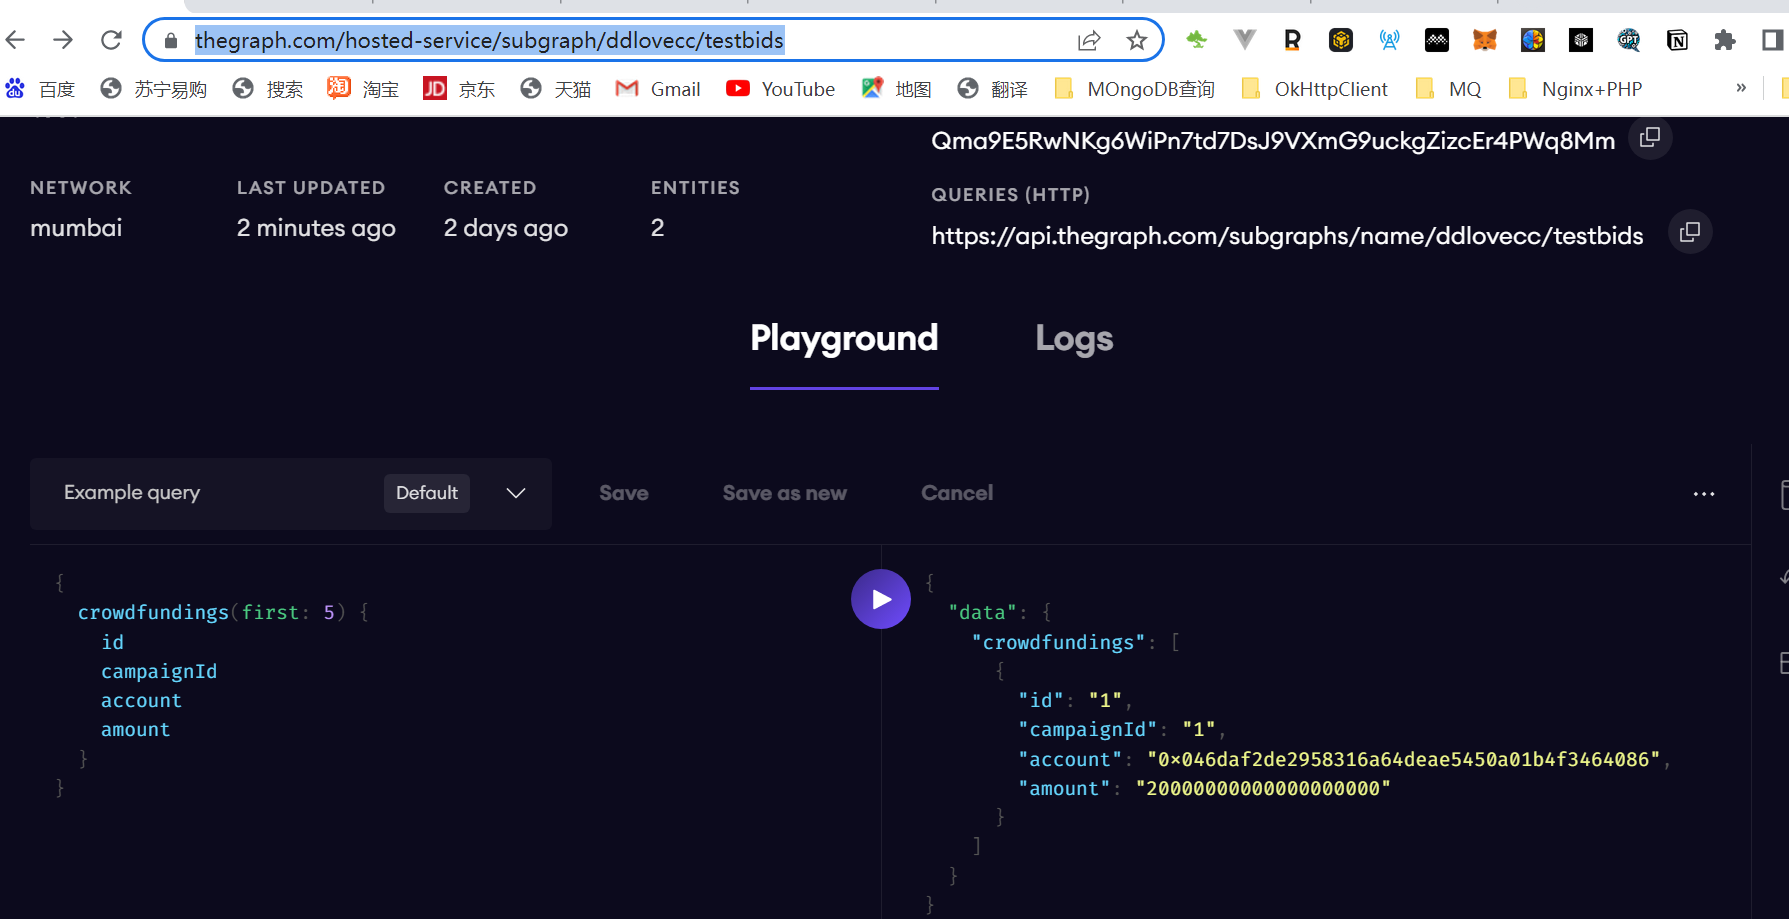 thegraph.com/hosted-service/subgraph/ddlovecc/testbids
百度 苏宁易购 搜索 淘宝 京东 天猫 Gmail YouTube 地图 翻译 MOngoDB查询 OkHttpClient MQ Nginx+PHP »
Qma9E5RwNKg6WiPn7td7DsJ9VXmG9uckgZizcEr4PWq8Mm
NETWORK LAST UPDATED CREATED ENTITIES
mumbai 2 minutes ago 2 days ago 2
QUERIES (HTTP)
https://api.thegraph.com/subgraphs/name/ddlovecc/testbids
Playground Logs
Example query Default Save Save as new Cancel ...
{
crowdfundings(first: 5) {
id
campaignId
account
amount
}
}
{
"data": {
"crowdfundings": [
{
"id": "1",
"campaignId": "1",
"account": "0×046daf2de2958316a64deae5450a01b4f3464086",
"amount": "20000000000000000000"
}
]
}
}